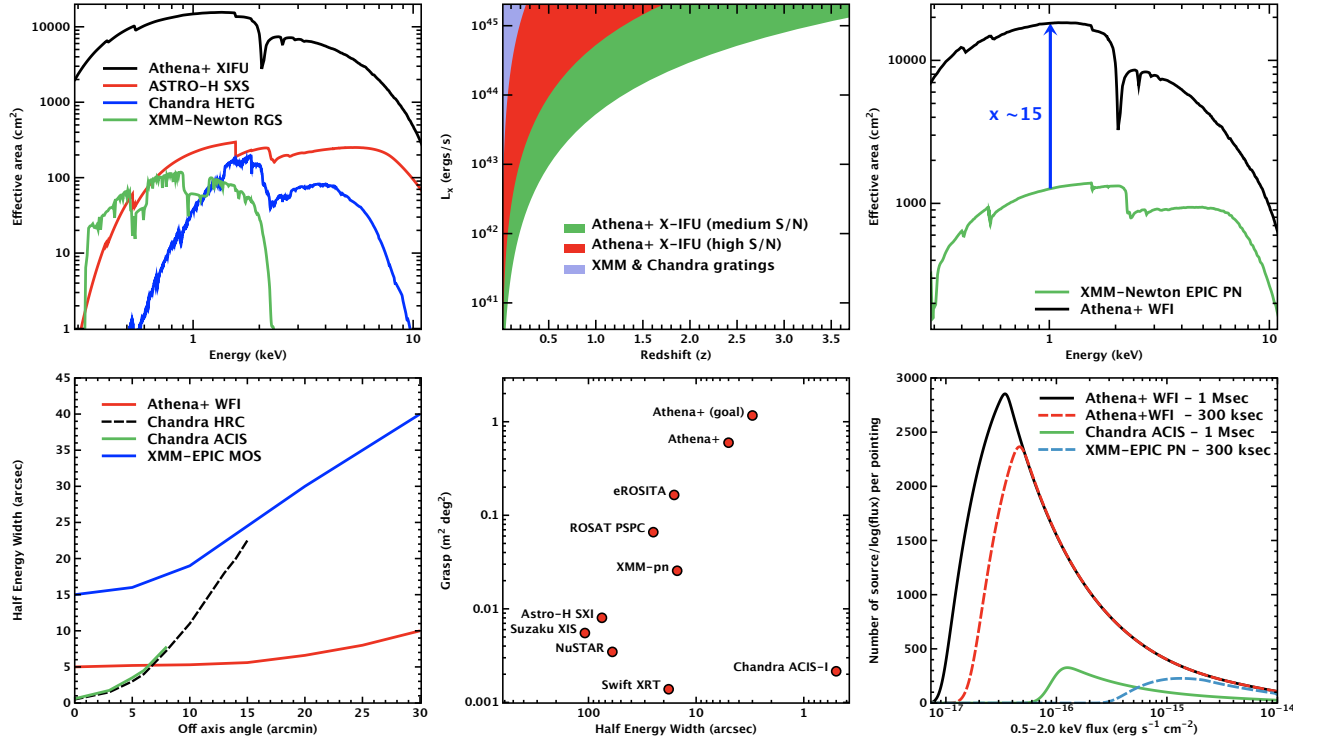 10000
1000
100
10
1
Effective area (cm²)
Athena+ XIFU
ASTRO-H SXS
Chandra HETG
XMM-Newton RGS
1
10
Energy (keV)
10⁴⁵
10⁴⁴
10⁴³
10⁴²
10⁴¹
Lₓ (ergs/s)
Athena+ X-IFU (medium S/N)
Athena+ X-IFU (high S/N)
XMM & Chandra gratings
0.5 1.0 1.5 2.0 2.5 3.0 3.5
Redshift (z)
10000
1000
Effective area (cm²)
x ~15
XMM-Newton EPIC PN
Athena+ WFI
1
10
Energy (keV)
45
40
35
30
25
20
15
10
5
0
Half Energy Width (arcsec)
Athena+ WFI
Chandra HRC
Chandra ACIS
XMM-EPIC MOS
0 5 10 15 20 25 30
Off axis angle (arcmin)
1
0.1
0.01
0.001
Grasp (m² deg²)
Athena+ (goal)
Athena+
eROSITA
ROSAT PSPC
XMM-pn
Astro-H SXI
Suzaku XIS
NuSTAR
Chandra ACIS-I
Swift XRT
100 10 1
Half Energy Width (arcsec)
3000
2500
2000
1500
1000
500
0
Number of source/log(flux) per pointing
Athena+ WFI - 1 Msec
Athena+WFI - 300 ksec
Chandra ACIS - 1 Msec
XMM-EPIC PN - 300 ksec
10⁻¹⁷ 10⁻¹⁶ 10⁻¹⁵ 10⁻¹⁴
0.5-2.0 keV flux (erg s⁻¹ cm⁻²)